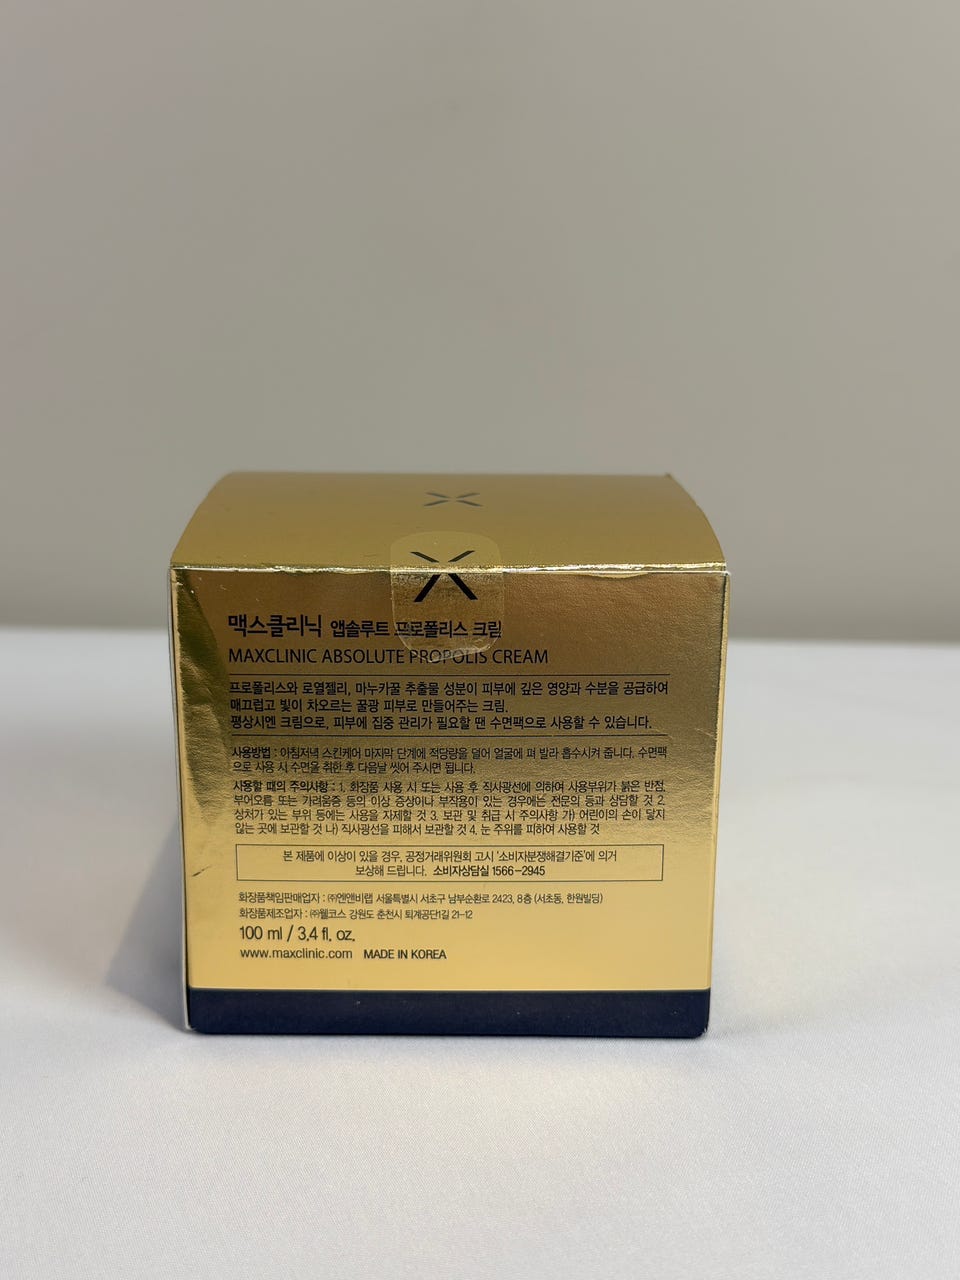 맥스클리닉 앱솔루트 프로폴리스 크림
MAXCLINIC ABSOLUTE PROPOLIS CREAM
프로폴리스와 로열젤리, 마누카꿀 추출물 성분이 피부에 깊은 영양과 수분을 공급하여
매끄럽고 빛이 차오르는 꿀광 피부로 만들어주는 크림.
평상시엔 크림으로, 피부에 집중 관리가 필요할 땐 수면팩으로 사용할 수 있습니다.
사용방법 : 아침저녁 스킨케어 마지막 단계에 적당량을 덜어 얼굴에 펴 발라 흡수시켜 줍니다. 수면팩
으로 사용 시 수면을 취한 후 다음날 씻어 주시면 됩니다.
사용할 때의 주의사항 : 1. 화장품 사용 시 또는 사용 후 직사광선에 의하여 사용부위가 붉은 반점,
부어오름 또는 가려움증 등의 이상 증상이나 부작용이 있는 경우에는 전문의 등과 상담할 것 2.
상처가 있는 부위 등에는 사용을 자제할 것 3. 보관 및 취급 시 주의사항 가) 어린이의 손이 닿지
않는 곳에 보관할 것 나) 직사광선을 피해서 보관할 것 4. 눈 주위를 피하여 사용할 것
본 제품에 이상이 있을 경우, 공정거래위원회 고시 '소비자분쟁해결기준'에 의거
보상해 드립니다. 소비자상담실 1566-2945
화장품책임판매업자 : ㈜엔앤비랩 서울특별시 서초구 남부순환로 2423, 8층 (서초동, 한원빌딩)
화장품제조업자 : ㈜웰코스 강원도 춘천시 퇴계공단1길 21-12
100 ml / 3.4 fl. oz.
www.maxclinic.com MADE IN KOREA